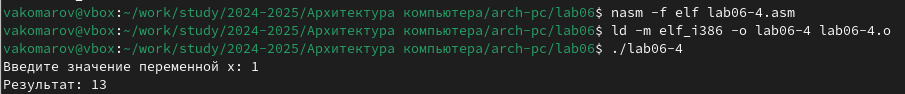 vakomarov@vbox:~/work/study/2024-2025/Архитектура компьютера/arch-pc/lab06$ nasm -f elf lab06-4.asm
vakomarov@vbox:~/work/study/2024-2025/Архитектура компьютера/arch-pc/lab06$ ld -m elf_i386 -o lab06-4 lab06-4.o
vakomarov@vbox:~/work/study/2024-2025/Архитектура компьютера/arch-pc/lab06$ ./lab06-4
Введите значение переменной x: 1
Результат: 13